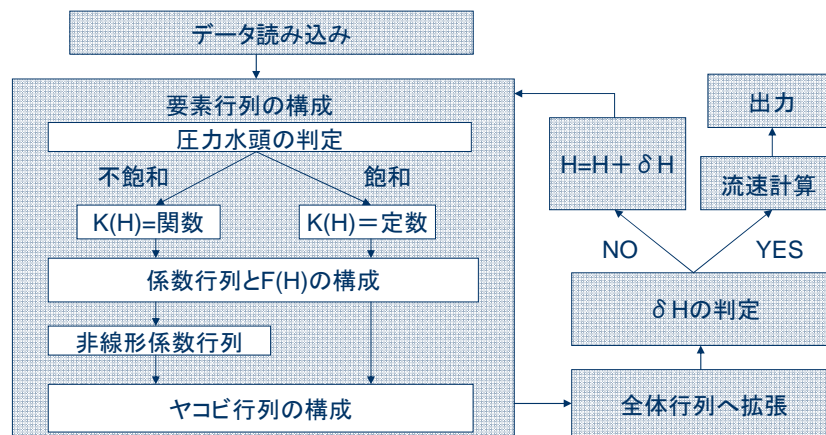 データ読み込み
要素行列の構成
圧力水頭の判定
不飽和
飽和
K(H)=関数
K(H)＝定数
係数行列とF(H)の構成
非線形係数行列
ヤコビ行列の構成
全体行列へ拡張
δHの判定
NO
YES
H=H＋δH
流速計算
出力